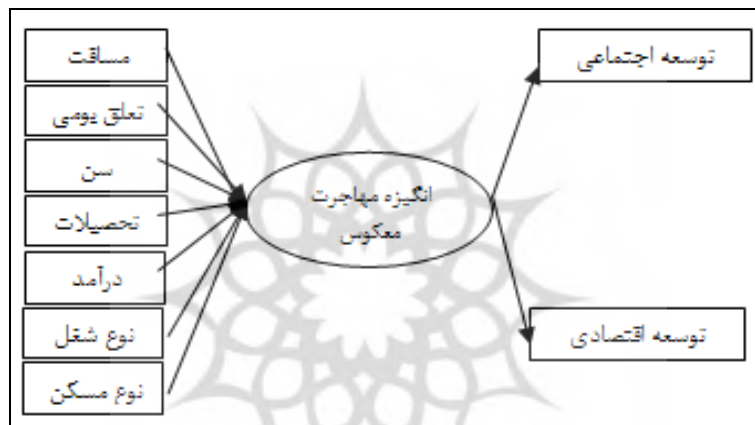 مسافت
تعلق بومی
سن
تحصیلات
درآمد
نوع شغل
نوع مسکن
انگیزه مهاجرت
معکوس
توسعه اجتماعی
توسعه اقتصادی